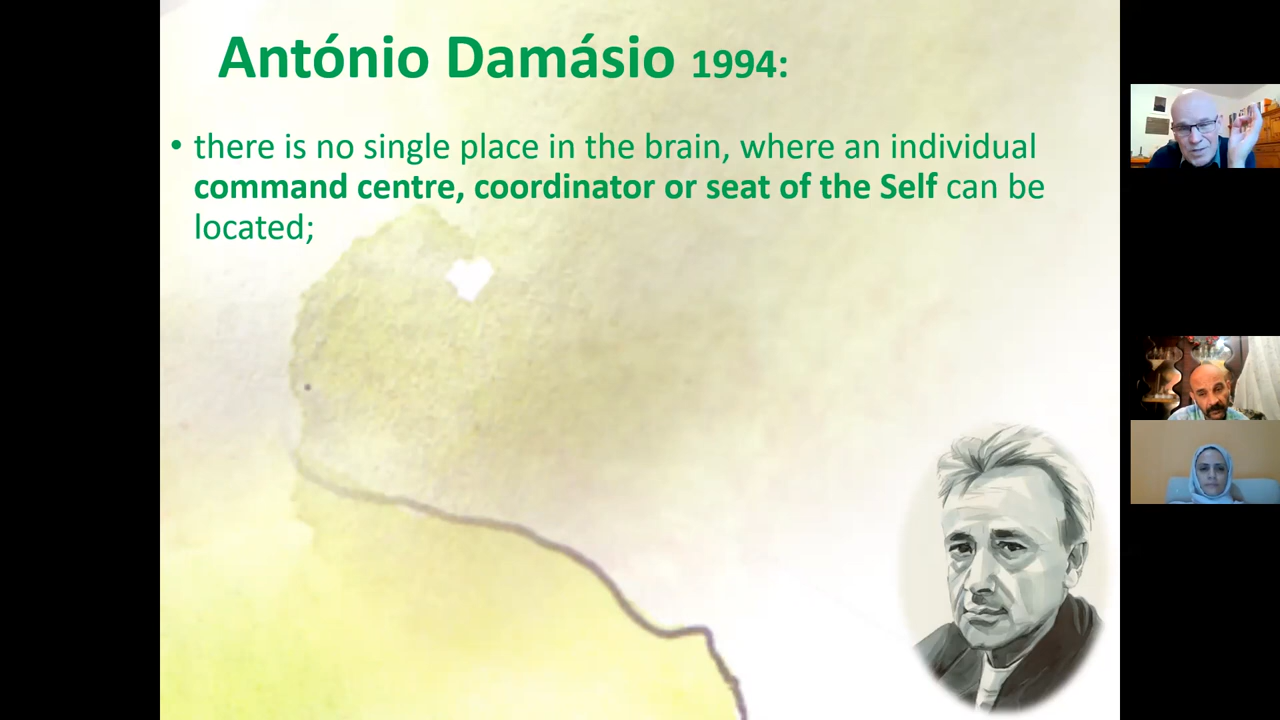 António Damásio 1994:
• there is no single place in the brain, where an individual
command centre, coordinator or seat of the Self can be
located;